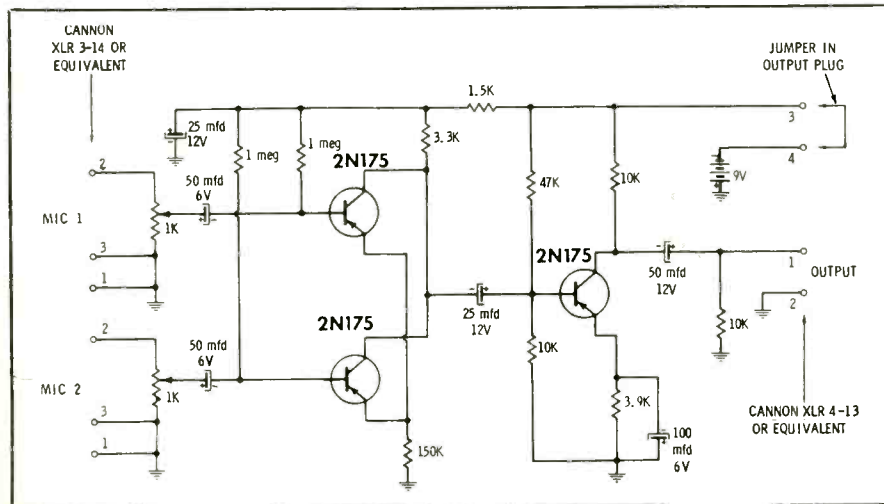 CANNON
XLR 3-14 OR
EQUIVALENT
JUMPER IN
OUTPUT PLUG
1.5K
3
25 mfd
12V
3.3K
1 meg
1 meg
2N175
4
9V
2
50 mfd
6V
47K
10K
MIC 1
1K
2N175
3
1
50 mfd
12V
1
OUTPUT
2
2N175
25 mfd
12V
2
50 mfd
6V
10K
10K
MIC 2
1K
3.9K
CANNON XLR 4-13
OR EQUIVALENT
3
1
150K
100
mfd
6V